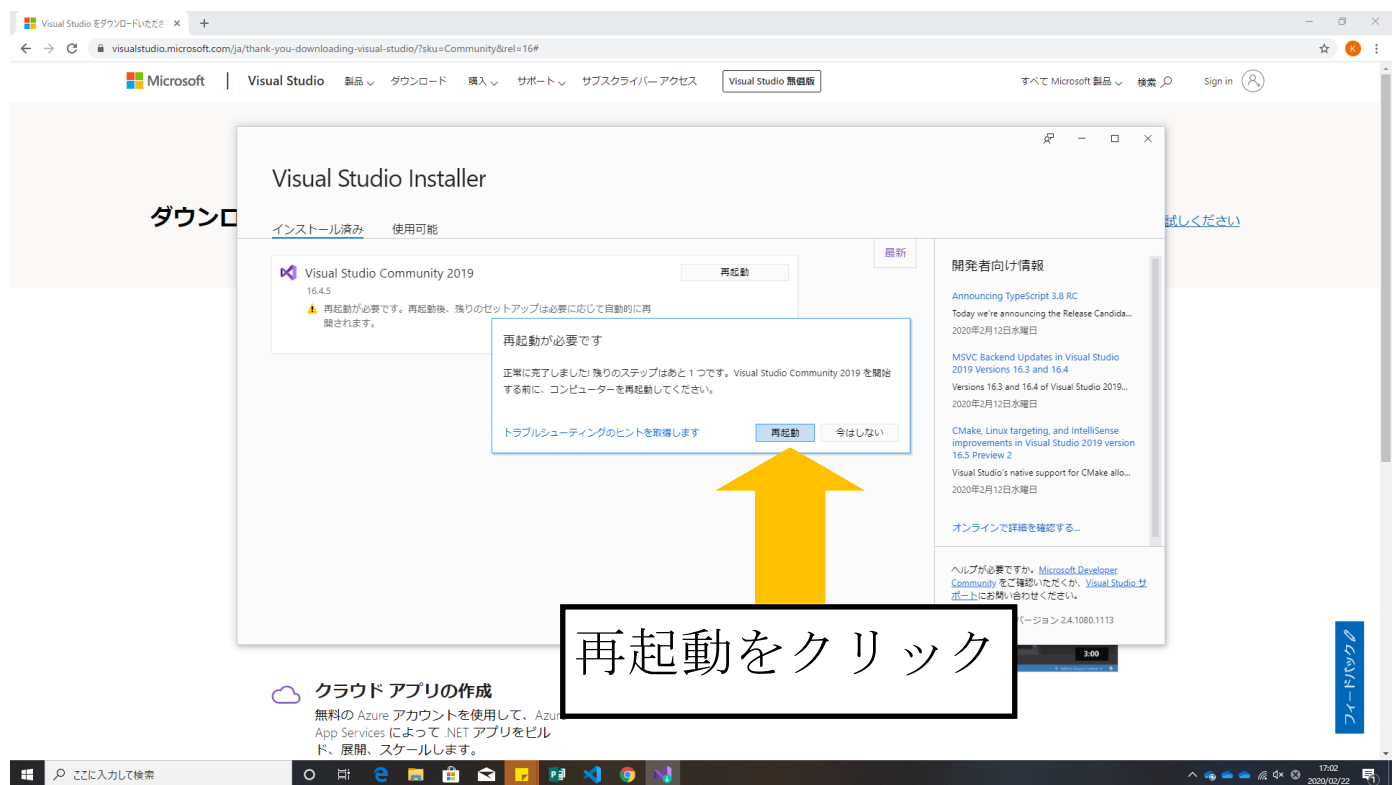 Visual Studio をダウンロードいただき
visualstudio.microsoft.com/ja/thank-you-downloading-visual-studio/?sku=Community&rel=16#
K
Microsoft
Visual Studio 製品 ダウンロード 購入 サポート サブスクライバー アクセス Visual Studio 無償版
すべて Microsoft 製品 検索 Sign in
ダウンロ
試しください
Visual Studio Installer
インストール済み 使用可能
最新
Visual Studio Community 2019
再起動
16.4.5
再起動が必要です。再起動後、残りのセットアップは必要に応じて自動的に再
開されます。
再起動が必要です
正常に完了しました! 残りのステップはあと 1 つです。Visual Studio Community 2019 を開始
する前に、コンピューターを再起動してください。
トラブルシューティングのヒントを取得します 再起動 今はしない
開発者向け情報
Announcing TypeScript 3.8 RC
Today we're announcing the Release Candida...
2020年2月12日水曜日
MSVC Backend Updates in Visual Studio
2019 Versions 16.3 and 16.4
Versions 16.3 and 16.4 of Visual Studio 2019...
2020年2月12日水曜日
CMake, Linux targeting, and IntelliSense
improvements in Visual Studio 2019 version
16.5 Preview 2
Visual Studio's native support for CMake allo...
2020年2月12日水曜日
オンラインで詳細を確認する...
ヘルプが必要ですか。Microsoft Developer
Community をご確認いただくか、Visual Studio サ
ポートにお問い合わせください。
バージョン 2.4.1080.1113
再起動をクリック
3:00
フィードバック
クラウド アプリの作成
無料の Azure アカウントを使用して、Azu
App Services によって .NET アプリをビル
ド、展開、スケールします。
ここに入力して検索
17:02
2020/02/22